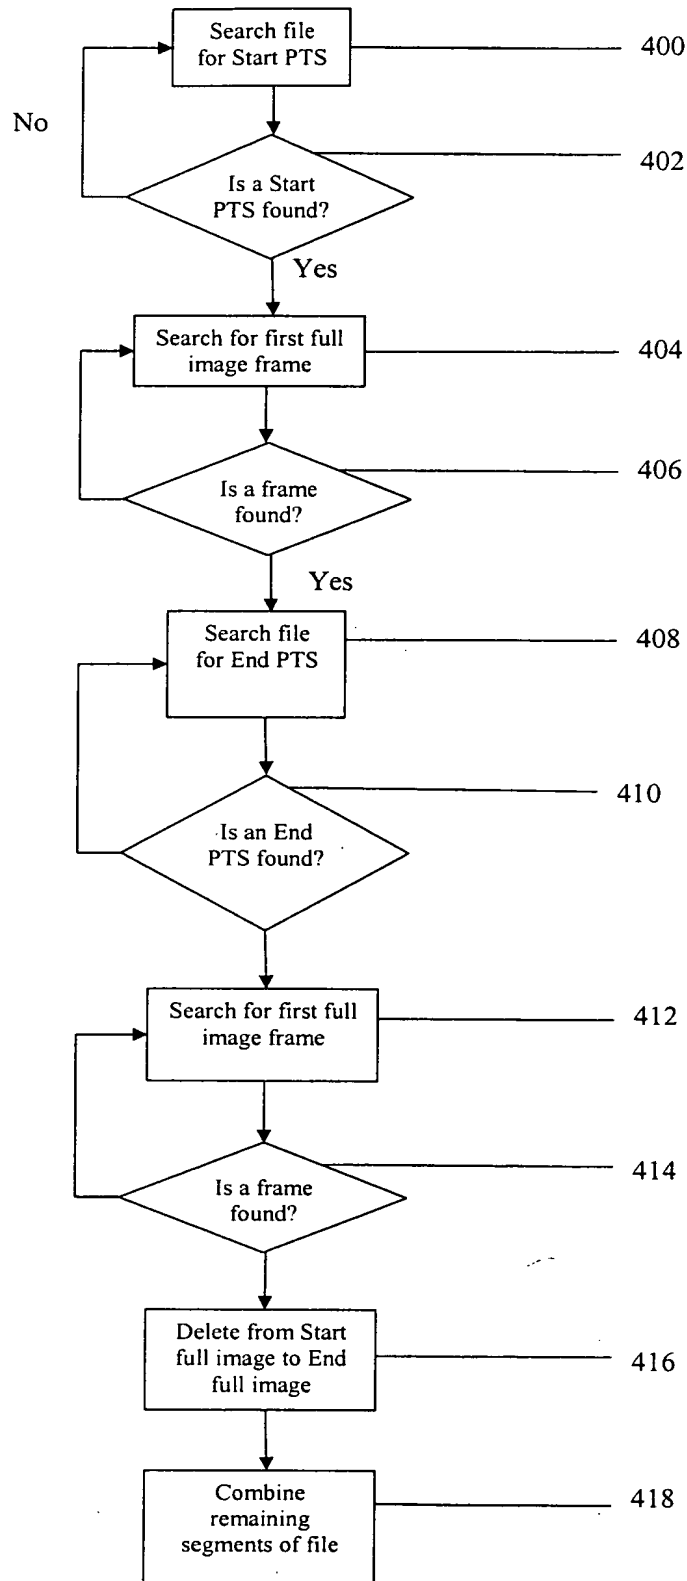 Search file
for Start PTS
400
No
402
Is a Start
PTS found?
Yes
Search for first full
image frame
404
406
Is a frame
found?
Yes
Search file
for End PTS
408
410
Is an End
PTS found?
Search for first full
image frame
412
414
Is a frame
found?
Delete from Start
full image to End
full image
416
Combine
remaining
segments of file
418